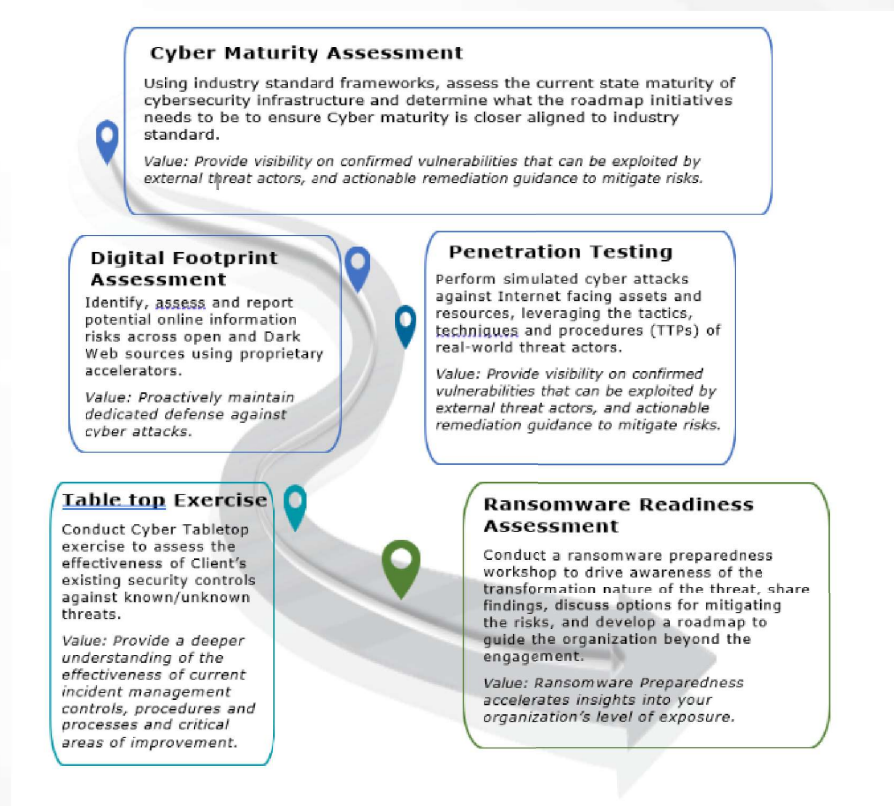 Cyber Maturity Assessment
Using industry standard frameworks, assess the current state maturity of
cybersecurity infrastructure and determine what the roadmap initiatives
needs to be to ensure Cyber maturity is closer aligned to industry
standard.
Value: Provide visibility on confirmed vulnerabilities that can be exploited by
external threat actors, and actionable remediation guidance to mitigate risks.
Digital Footprint
Assessment
Identify, assess and report
potential online information
risks across open and Dark
Web sources using proprietary
accelerators.
Value: Proactively maintain
dedicated defense against
cyber attacks.
Penetration Testing
Perform simulated cyber attacks
against Internet facing assets and
resources, leveraging the tactics,
techniques and procedures (TTPs) of
real-world threat actors.
Value: Provide visibility on confirmed
vulnerabilities that can be exploited by
external threat actors, and actionable
remediation guidance to mitigate risks.
Table top Exercise
Conduct Cyber Tabletop
exercise to assess the
effectiveness of Client's
existing security controls
against known/unknown
threats.
Value: Provide a deeper
understanding of the
effectiveness of current
incident management
controls, procedures and
processes and critical
areas of improvement.
Ransomware Readiness
Assessment
Conduct a ransomware preparedness
workshop to drive awareness of the
transformation nature of the threat, share
findings, discuss options for mitigating
the risks, and develop a roadmap to
guide the organization beyond the
engagement.
Value: Ransomware Preparedness
accelerates insights into your
organization's level of exposure.